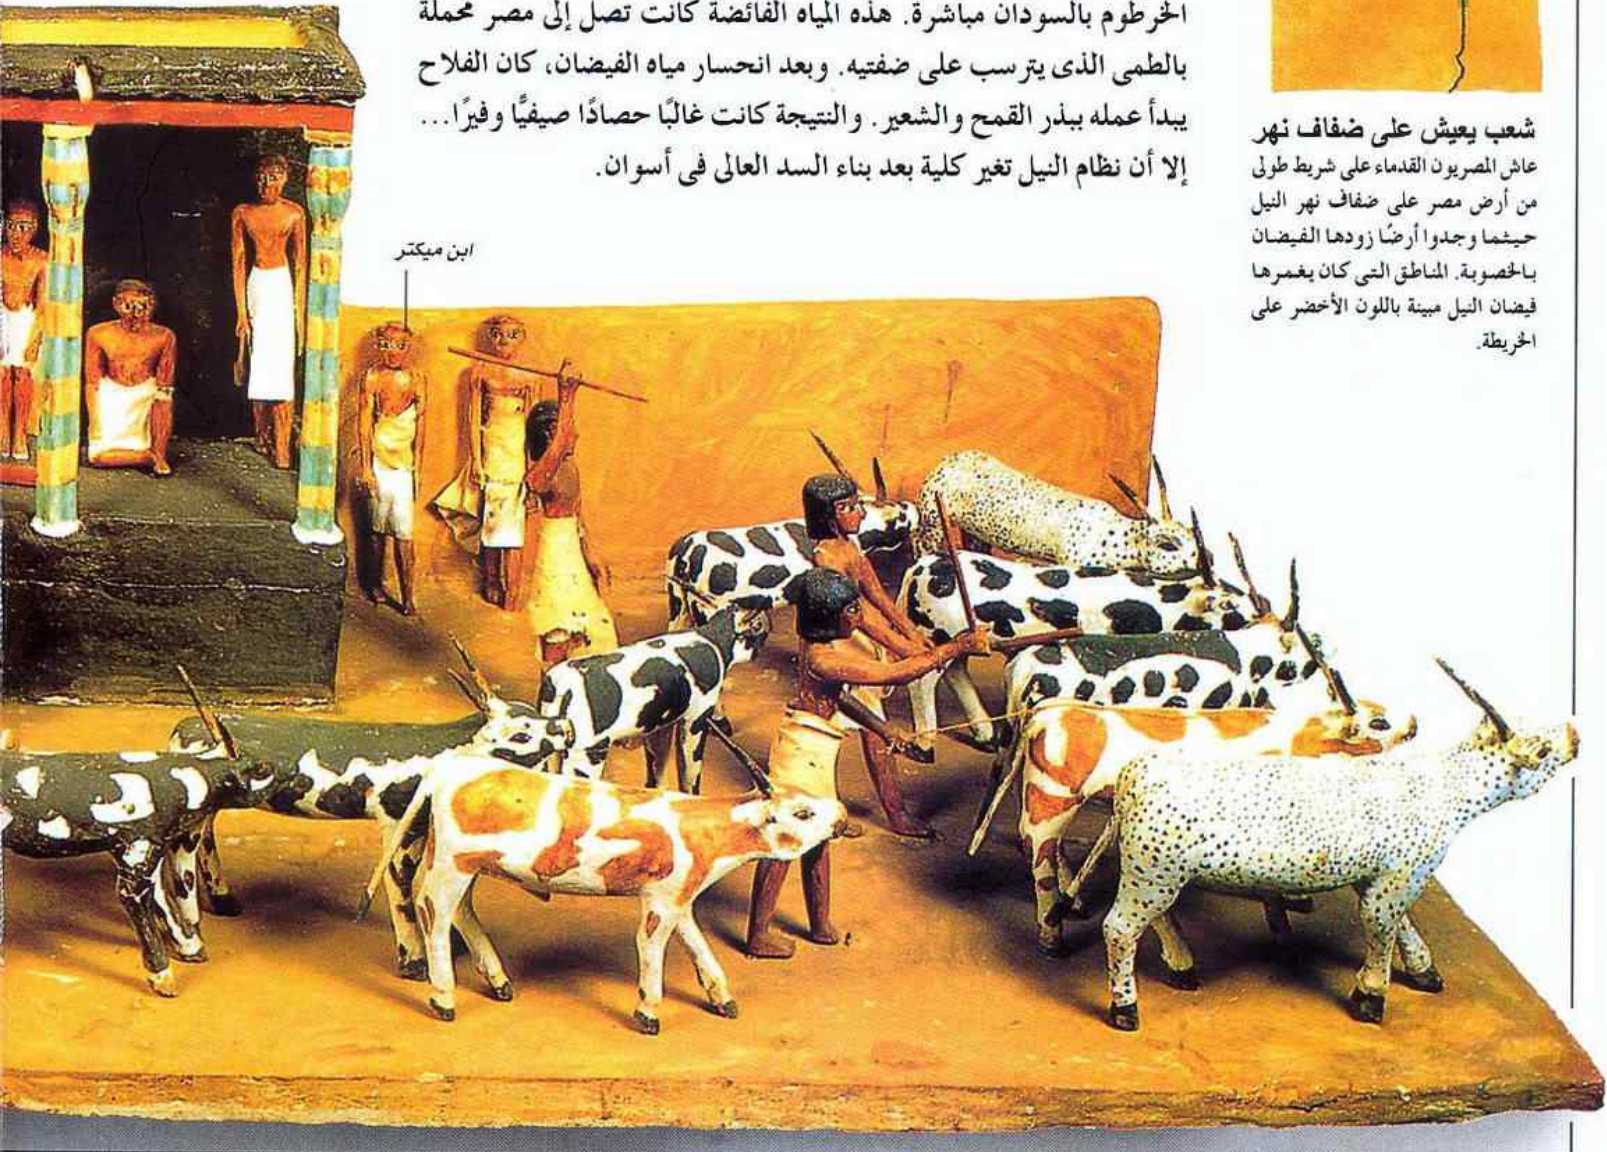 الخرطوم بالسودان مباشرة. هذه المياه الفائضة كانت تصل إلى مصر محملة
بالطمى الذى يترسب على ضفتيه. وبعد انحسار مياه الفيضان، كان الفلاح
يبدأ عمله ببذر القمح والشعير. والنتيجة كانت غالبًا حصادًا صيفيًّا وفيرًا...
إلا أن نظام النيل تغير كلية بعد بناء السد العالى فى أسوان.
شعب يعيش على ضفاف نهر
عاش المصريون القدماء على شريط طولى
من أرض مصر على ضفاف نهر النيل
حيثما وجدوا أرضًا زودها الفيضان
بالخصوبة. المناطق التى كان يغمرها
فيضان النيل مبينة باللون الأخضر على
الخريطة.
ابن ميكتر